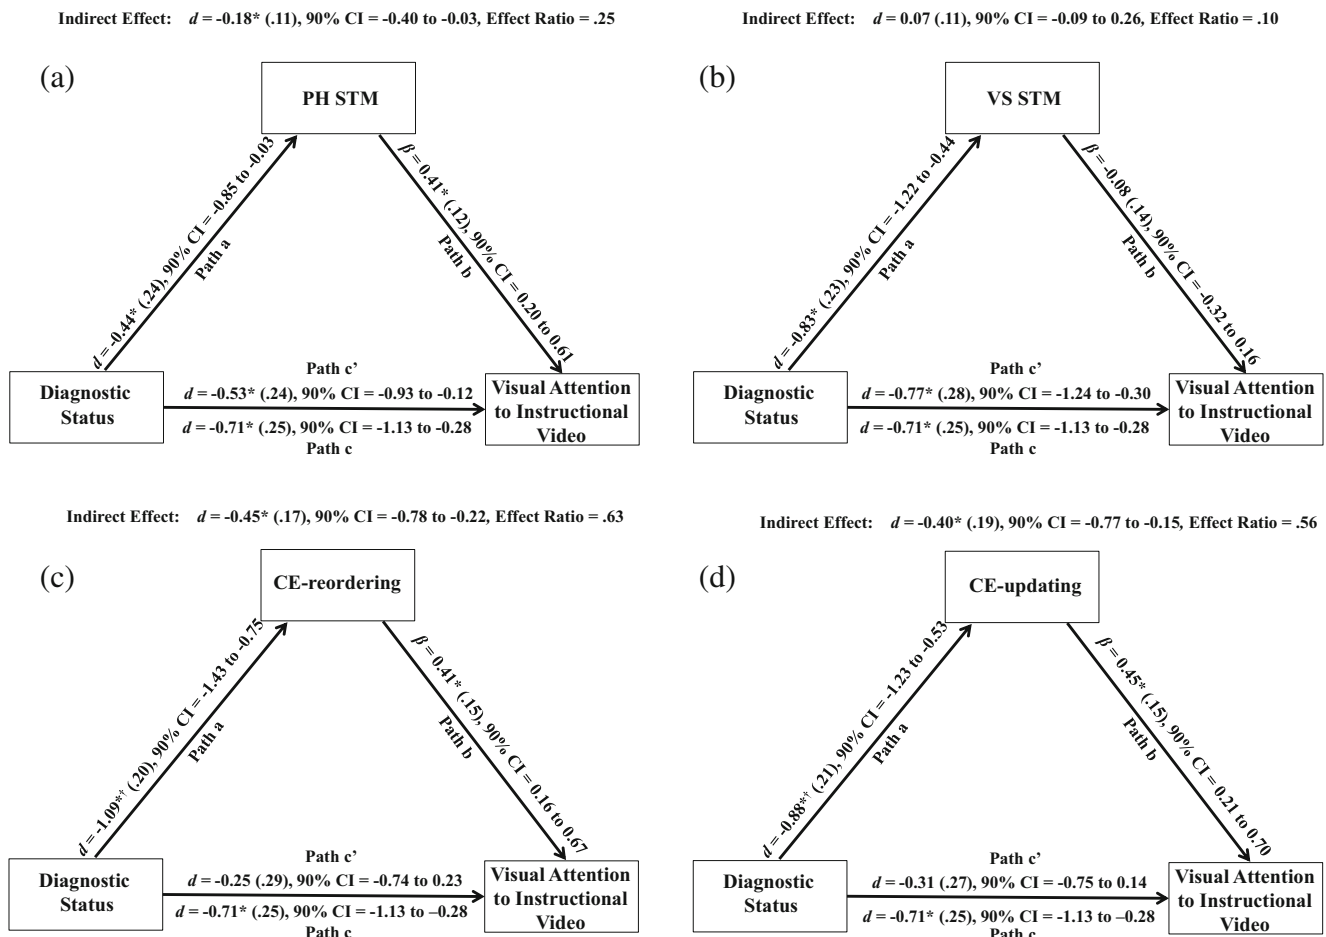 Indirect Effect: d = -0.18* (.11), 90% CI = -0.40 to -0.03, Effect Ratio = .25
(a)
PH STM
d = -0.44* (.24), 90% CI = -0.85 to -0.03
Path a
β = 0.41* (.12), 90% CI = 0.20 to 0.61
Path b
Diagnostic
Status
Path c’
d = -0.53* (.24), 90% CI = -0.93 to -0.12
d = -0.71* (.25), 90% CI = -1.13 to -0.28
Path c
Visual Attention
to Instructional
Video
Indirect Effect: d = 0.07 (.11), 90% CI = -0.09 to 0.26, Effect Ratio = .10
(b)
VS STM
d = -0.83* (.23), 90% CI = -1.22 to -0.44
Path a
β = -0.08 (.14), 90% CI = -0.32 to 0.16
Path b
Diagnostic
Status
Path c’
d = -0.77* (.28), 90% CI = -1.24 to -0.30
d = -0.71* (.25), 90% CI = -1.13 to -0.28
Path c
Visual Attention
to Instructional
Video
Indirect Effect: d = -0.45* (.17), 90% CI = -0.78 to -0.22, Effect Ratio = .63
(c)
CE-reordering
d = -1.09*† (.20), 90% CI = -1.43 to -0.75
Path a
β = 0.41* (.15), 90% CI = 0.16 to 0.67
Path b
Diagnostic
Status
Path c’
d = -0.25 (.29), 90% CI = -0.74 to 0.23
d = -0.71* (.25), 90% CI = -1.13 to –0.28
Path c
Visual Attention
to Instructional
Video
Indirect Effect: d = -0.40* (.19), 90% CI = -0.77 to -0.15, Effect Ratio = .56
(d)
CE-updating
d = -0.88*† (.21), 90% CI = -1.23 to -0.53
Path a
β = 0.45* (.15), 90% CI = 0.21 to 0.70
Path b
Diagnostic
Status
Path c’
d = -0.31 (.27), 90% CI = -0.75 to 0.14
d = -0.71* (.25), 90% CI = -1.13 to –0.28
Path c
Visual Attention
to Instructional
Video